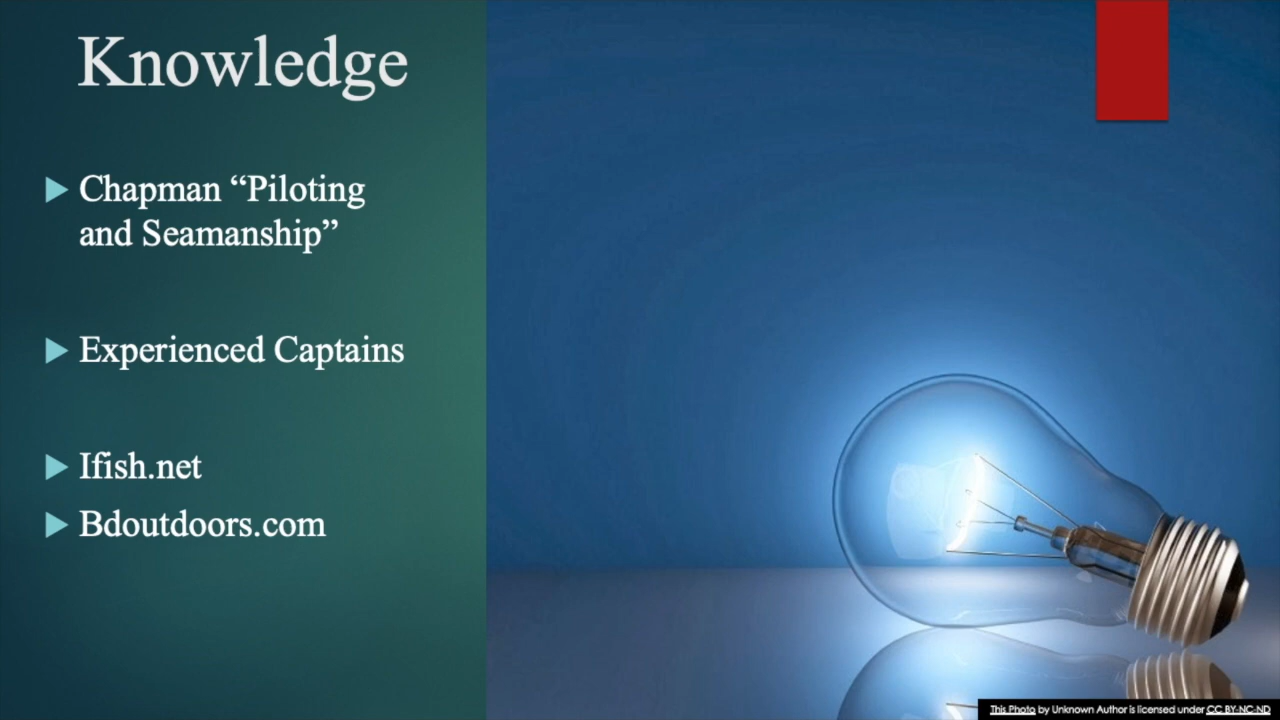 Knowledge
Chapman “Piloting
and Seamanship”
Experienced Captains
Ifish.net
Bdoutdoors.com
This Photo by Unknown Author is licensed under CC BY-NC-ND